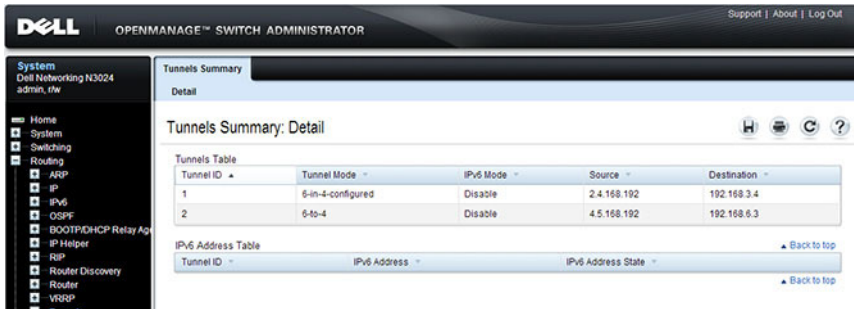 Support | About | Log Out
DELL OPENMANAGE™ SWITCH ADMINISTRATOR
System
Dell Networking N3024
admin, r/w
Home
System
Switching
Routing
ARP
IP
IPv6
OSPF
BOOTP/DHCP Relay Age
IP Helper
RIP
Router Discovery
Router
VRRP
Tunnels Summary
Detail
Tunnels Summary: Detail
Tunnels Table
Tunnel ID Tunnel Mode IPv6 Mode Source Destination
1 6-in-4-configured Disable 2.4.168.192 192.168.3.4
2 6-to-4 Disable 4.5.168.192 192.168.6.3
IPv6 Address Table Back to top
Tunnel ID IPv6 Address IPv6 Address State
Back to top